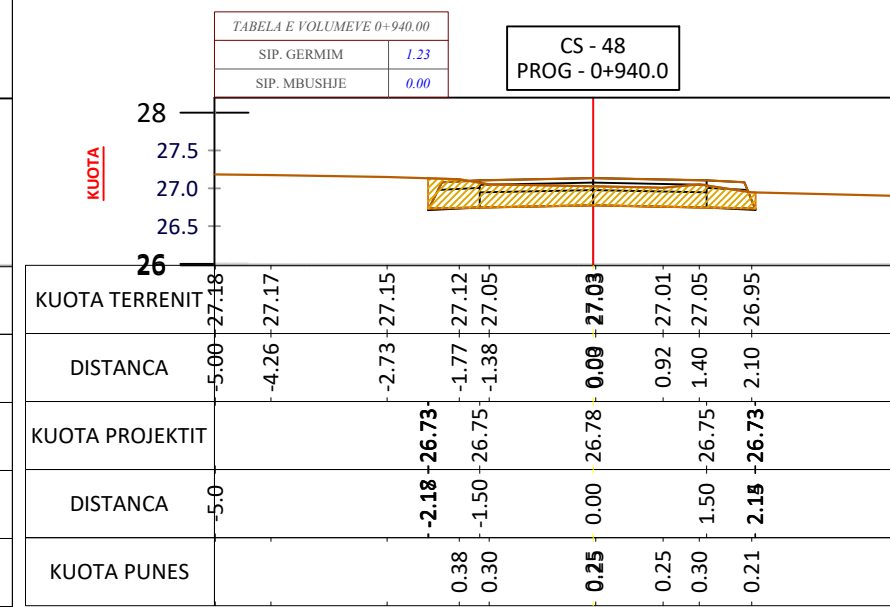 TABELA E VOLUMEVE 0+940.00
SIP. GERMIM 1.23
SIP. MBUSHJE 0.00
CS - 48
PROG - 0+940.0
KUOTA
28
27.5
27.0
26.5
26
KUOTA TERRENIT 27.18 27.17 27.15 27.12 27.05 27.03 27.01 27.05 26.95
DISTANCA -5.00 -4.26 -2.73 -1.77 -1.38 0.00 0.92 1.40 2.10
KUOTA PROJEKTIT 26.73 26.75 26.78 26.75 26.73
DISTANCA -5.0 -2.18 -1.50 0.00 1.50
KUOTA PUNES 0.38 0.30 0.25 0.25 0.30 0.21